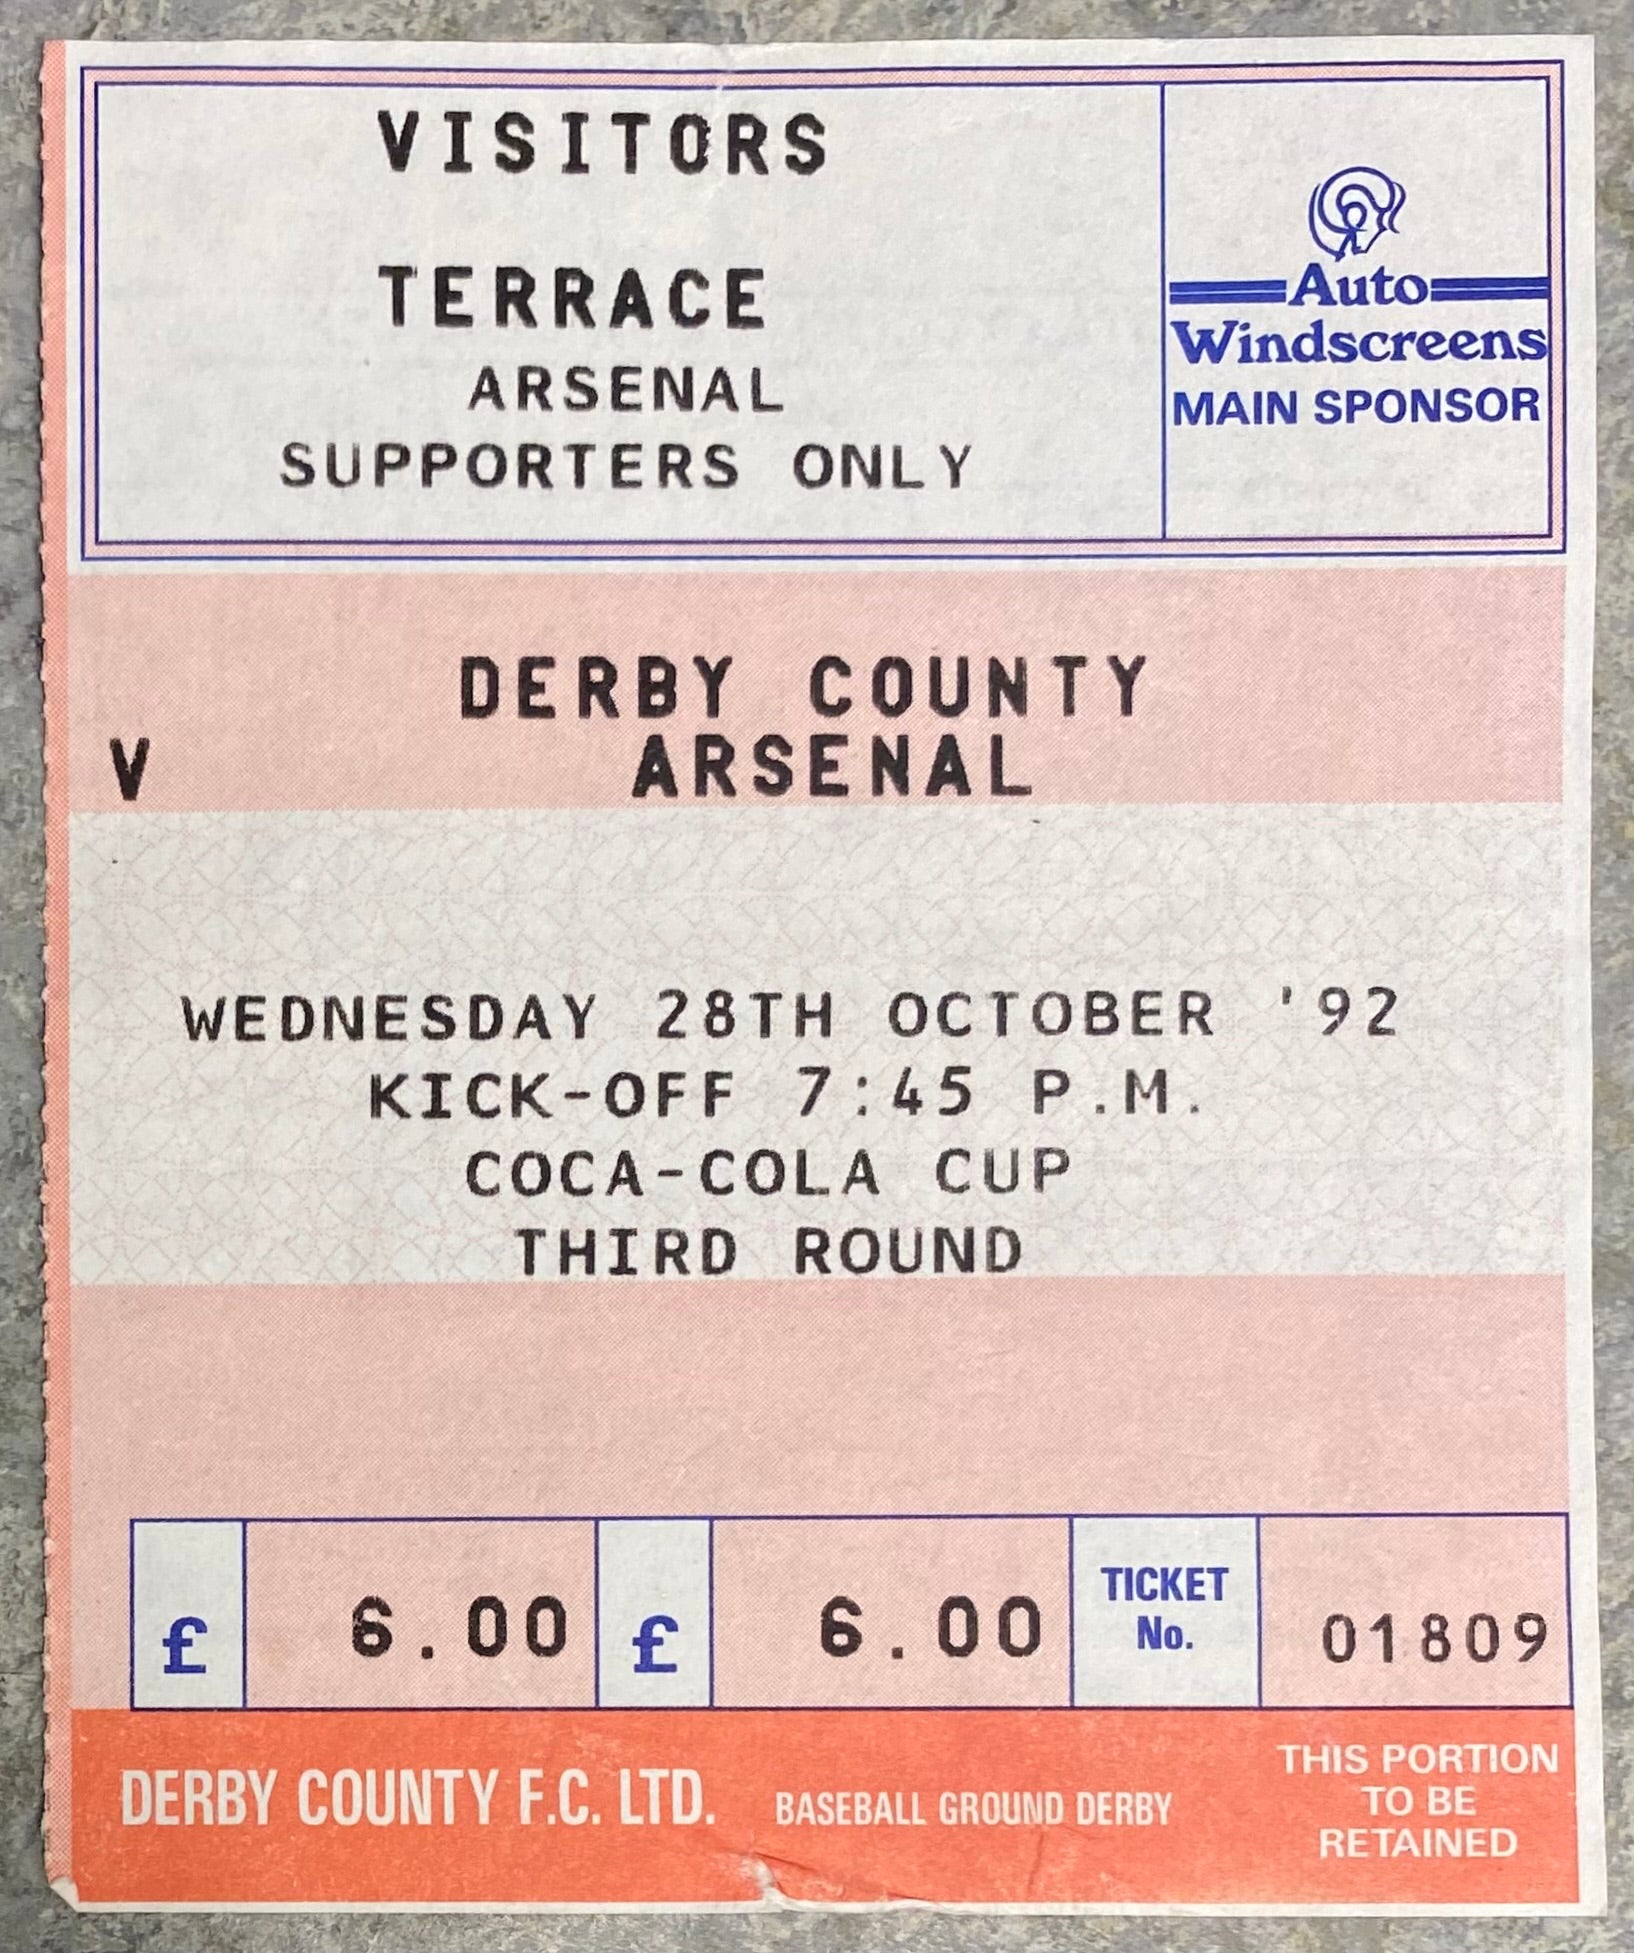 VISITORS
TERRACE
ARSENAL
SUPPORTERS ONLY
Auto
Windscreens
MAIN SPONSOR
DERBY COUNTY
V ARSENAL
WEDNESDAY 28TH OCTOBER '92
KICK-OFF 7:45 P.M.
COCA-COLA CUP
THIRD ROUND
£ 6.00 £ 6.00 TICKET No. 01809
DERBY COUNTY F.C. LTD. BASEBALL GROUND DERBY
THIS PORTION
TO BE
RETAINED